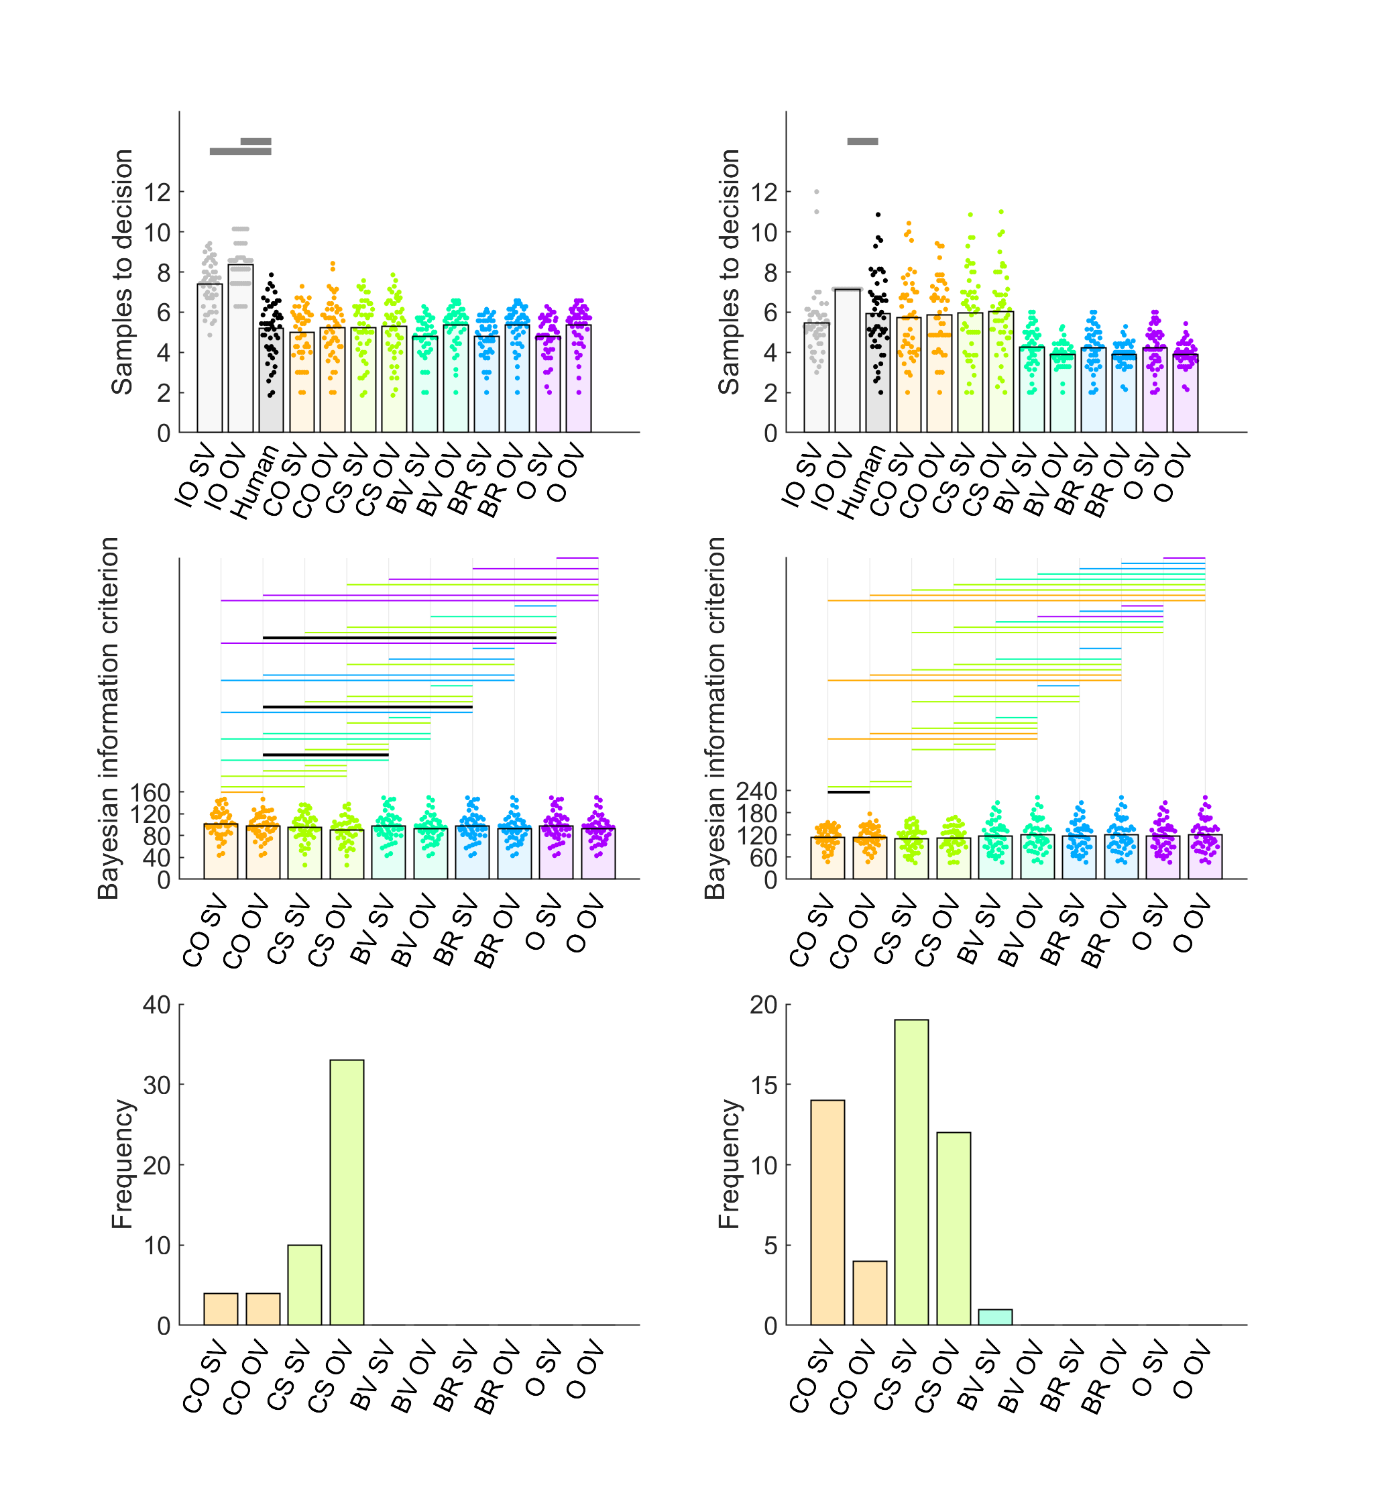 Samples to decision
12
10
8
6
4
2
0
IO SV
IO OV
Human
CO SV
CO OV
CS SV
CS OV
BV SV
BV OV
BR SV
BR OV
O SV
O OV
Samples to decision
12
10
8
6
4
2
0
IO SV
IO OV
Human
CO SV
CO OV
CS SV
CS OV
BV SV
BV OV
BR SV
BR OV
O SV
O OV
Bayesian information criterion
160
120
80
40
0
CO SV
CO OV
CS SV
CS OV
BV SV
BV OV
BR SV
BR OV
O SV
O OV
Bayesian information criterion
240
180
120
60
0
CO SV
CO OV
CS SV
CS OV
BV SV
BV OV
BR SV
BR OV
O SV
O OV
Frequency
40
30
20
10
0
CO SV
CO OV
CS SV
CS OV
BV SV
BV OV
BR SV
BR OV
O SV
O OV
Frequency
20
15
10
5
0
CO SV
CO OV
CS SV
CS OV
BV SV
BV OV
BR SV
BR OV
O SV
O OV